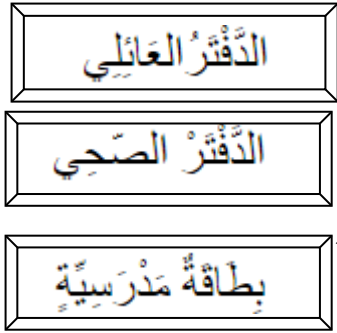 الدَّفْتَرُ العَائِلِي
الدَّفْتَرْ الصّحِي
بِطَاقَةٌ مَدْرَسِيِّةٍ